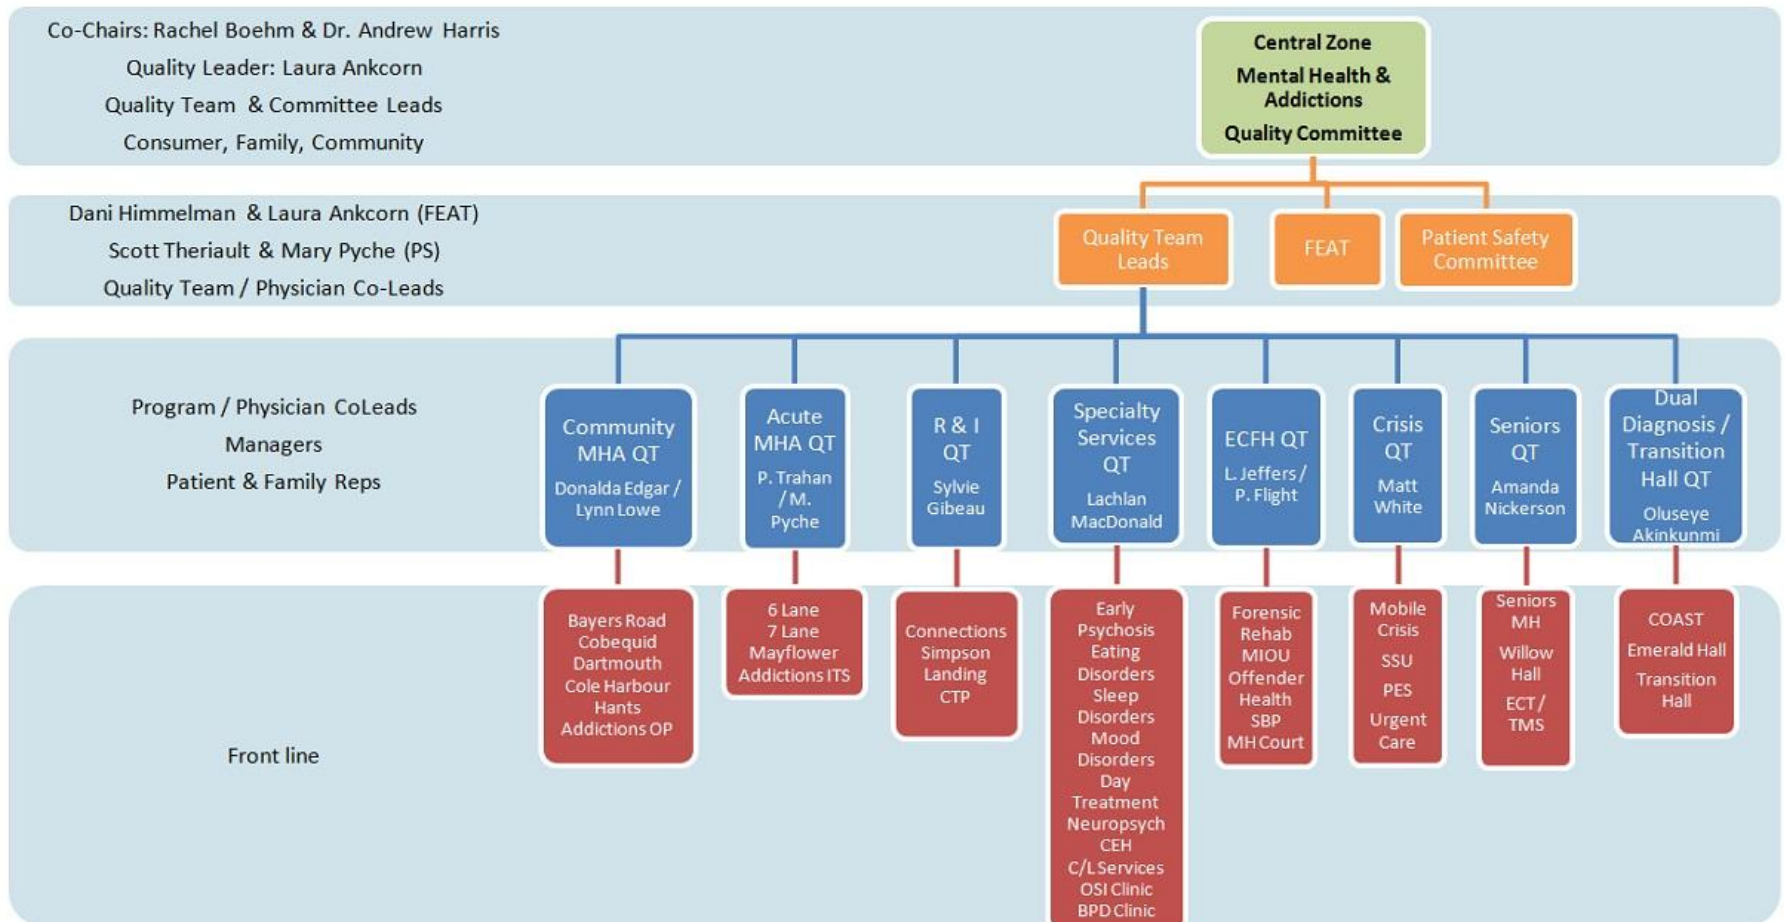 Co-Chairs: Rachel Boehm & Dr. Andrew Harris
Quality Leader: Laura Ankcorn
Quality Team & Committee Leads
Consumer, Family, Community
Central Zone
Mental Health &
Addictions
Quality Committee
Dani Himmelman & Laura Ankcorn (FEAT)
Scott Theriault & Mary Pyche (PS)
Quality Team / Physician Co-Leads
Quality Team
Leads
FEAT
Patient Safety
Committee
Program / Physician CoLeads
Managers
Patient & Family Reps
Community
MHA QT
Donalda Edgar /
Lynn Lowe
Acute
MHA QT
P. Trahan
/ M.
Pyche
R & I
QT
Sylvie
Gibeau
Specialty
Services
QT
Lachlan
MacDonald
ECFH QT
L. Jeffers /
P. Flight
Crisis
QT
Matt
White
Seniors
QT
Amanda
Nickerson
Dual
Diagnosis /
Transition
Hall QT
Oluseye
Akinkunmi
Front line
Bayers Road
Cobequid
Dartmouth
Cole Harbour
Hants
Addictions OP
6 Lane
7 Lane
Mayflower
Addictions ITS
Connections
Simpson
Landing
CTP
Early
Psychosis
Eating
Disorders
Sleep
Disorders
Mood
Disorders
Day
Treatment
Neuropsych
CEH
C/L Services
OSI Clinic
BPD Clinic
Forensic
Rehab
MIOU
Offender
Health
SBP
MH Court
Mobile
Crisis
SSU
PES
Urgent
Care
Seniors
MH
Willow
Hall
ECT /
TMS
COAST
Emerald Hall
Transition
Hall